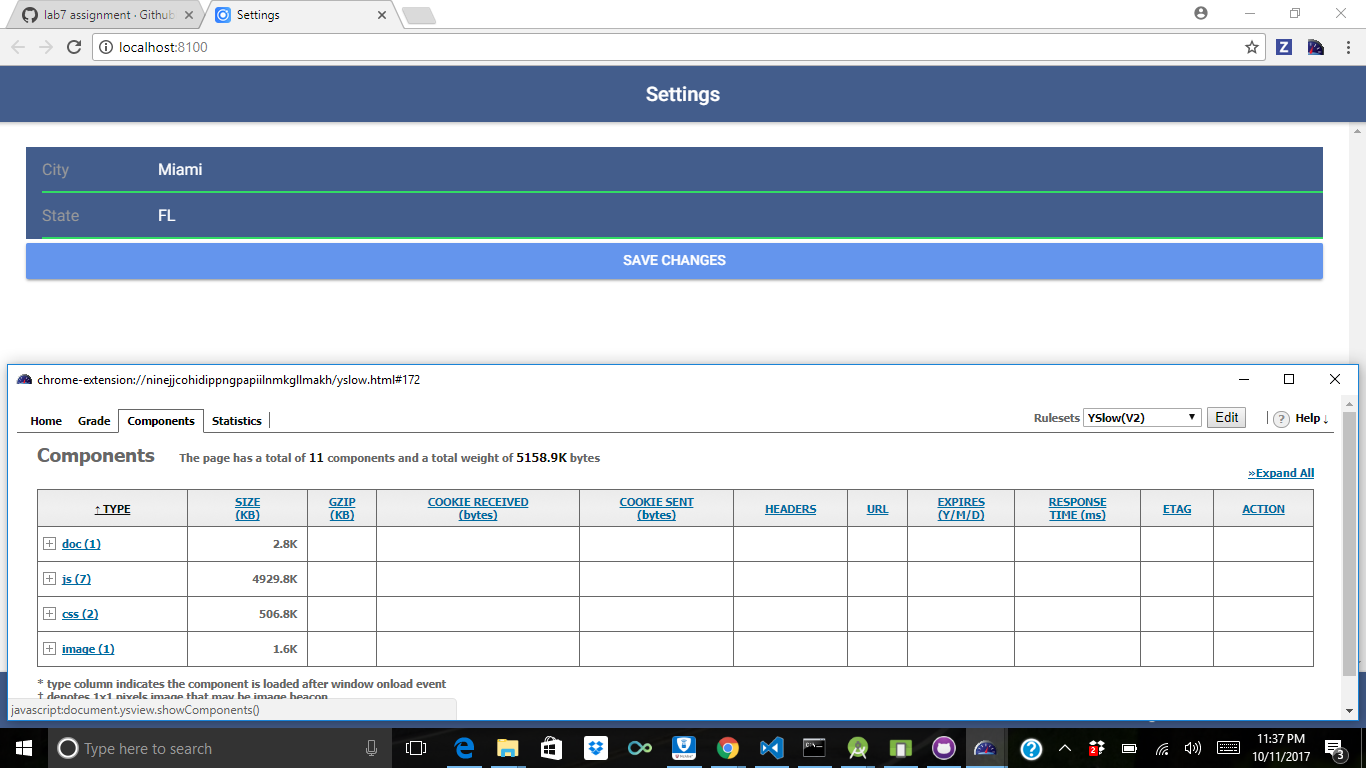 lab7 assignment · Github
Settings
localhost:8100
Settings
City Miami
State FL
SAVE CHANGES
chrome-extension://ninejjcohidippngpapiilnmkgllmakh/yslow.html#172
Home Grade Components Statistics Rulesets YSlow(V2) Edit ? Help ↓
Components The page has a total of 11 components and a total weight of 5158.9K bytes
»Expand All
↑ TYPE SIZE (KB) GZIP (KB) COOKIE RECEIVED (bytes) COOKIE SENT (bytes) HEADERS URL EXPIRES (Y/M/D) RESPONSE TIME (ms) ETAG ACTION
doc (1) 2.8K
js (7) 4929.8K
css (2) 506.8K
image (1) 1.6K
* type column indicates the component is loaded after window onload event
† denotes 1x1 pixels image that may be image beacon
javascript:document.ysview.showComponents()
Type here to search
11:37 PM
10/11/2017
3